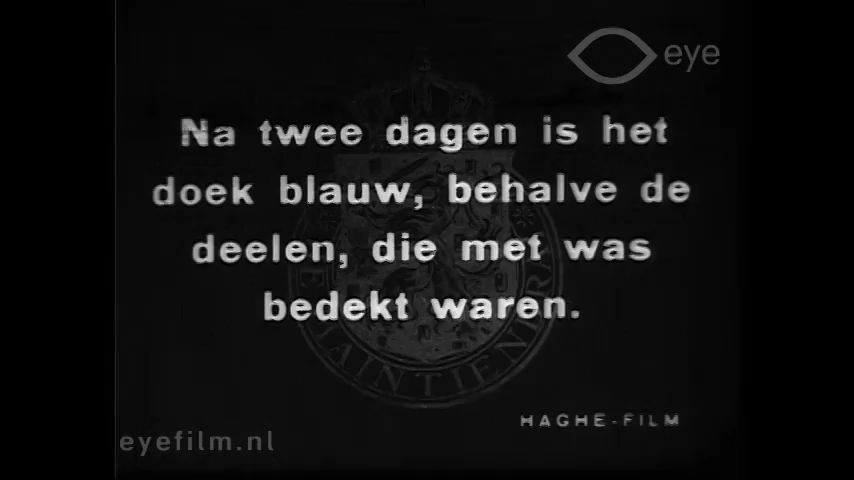 eye
Na twee dagen is het
doek blauw, behalve de
deelen, die met was
bedekt waren.
HAGHE-FILM
eyefilm.nl